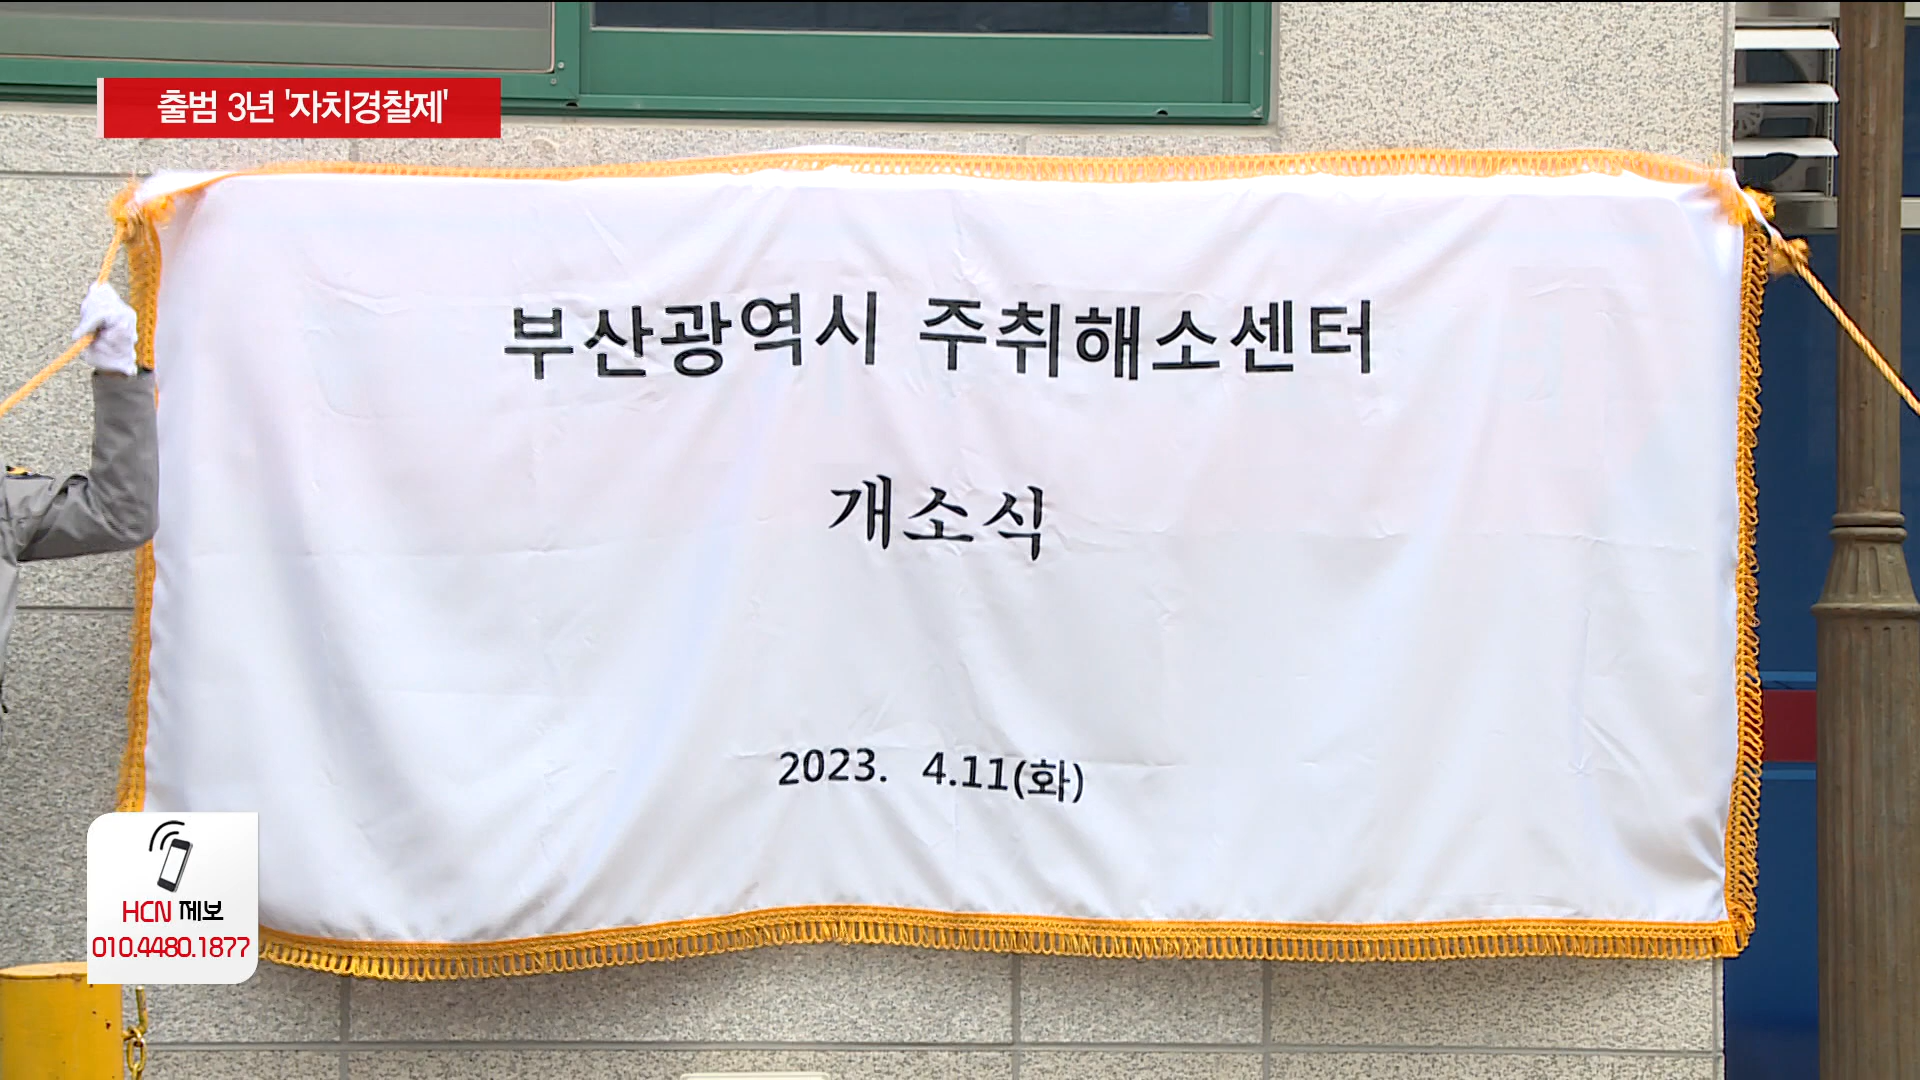 출범 3년 '자치경찰제'
부산광역시 주취해소센터
개소식
2023. 4.11(화)
HCN 제보
010.4480.1877